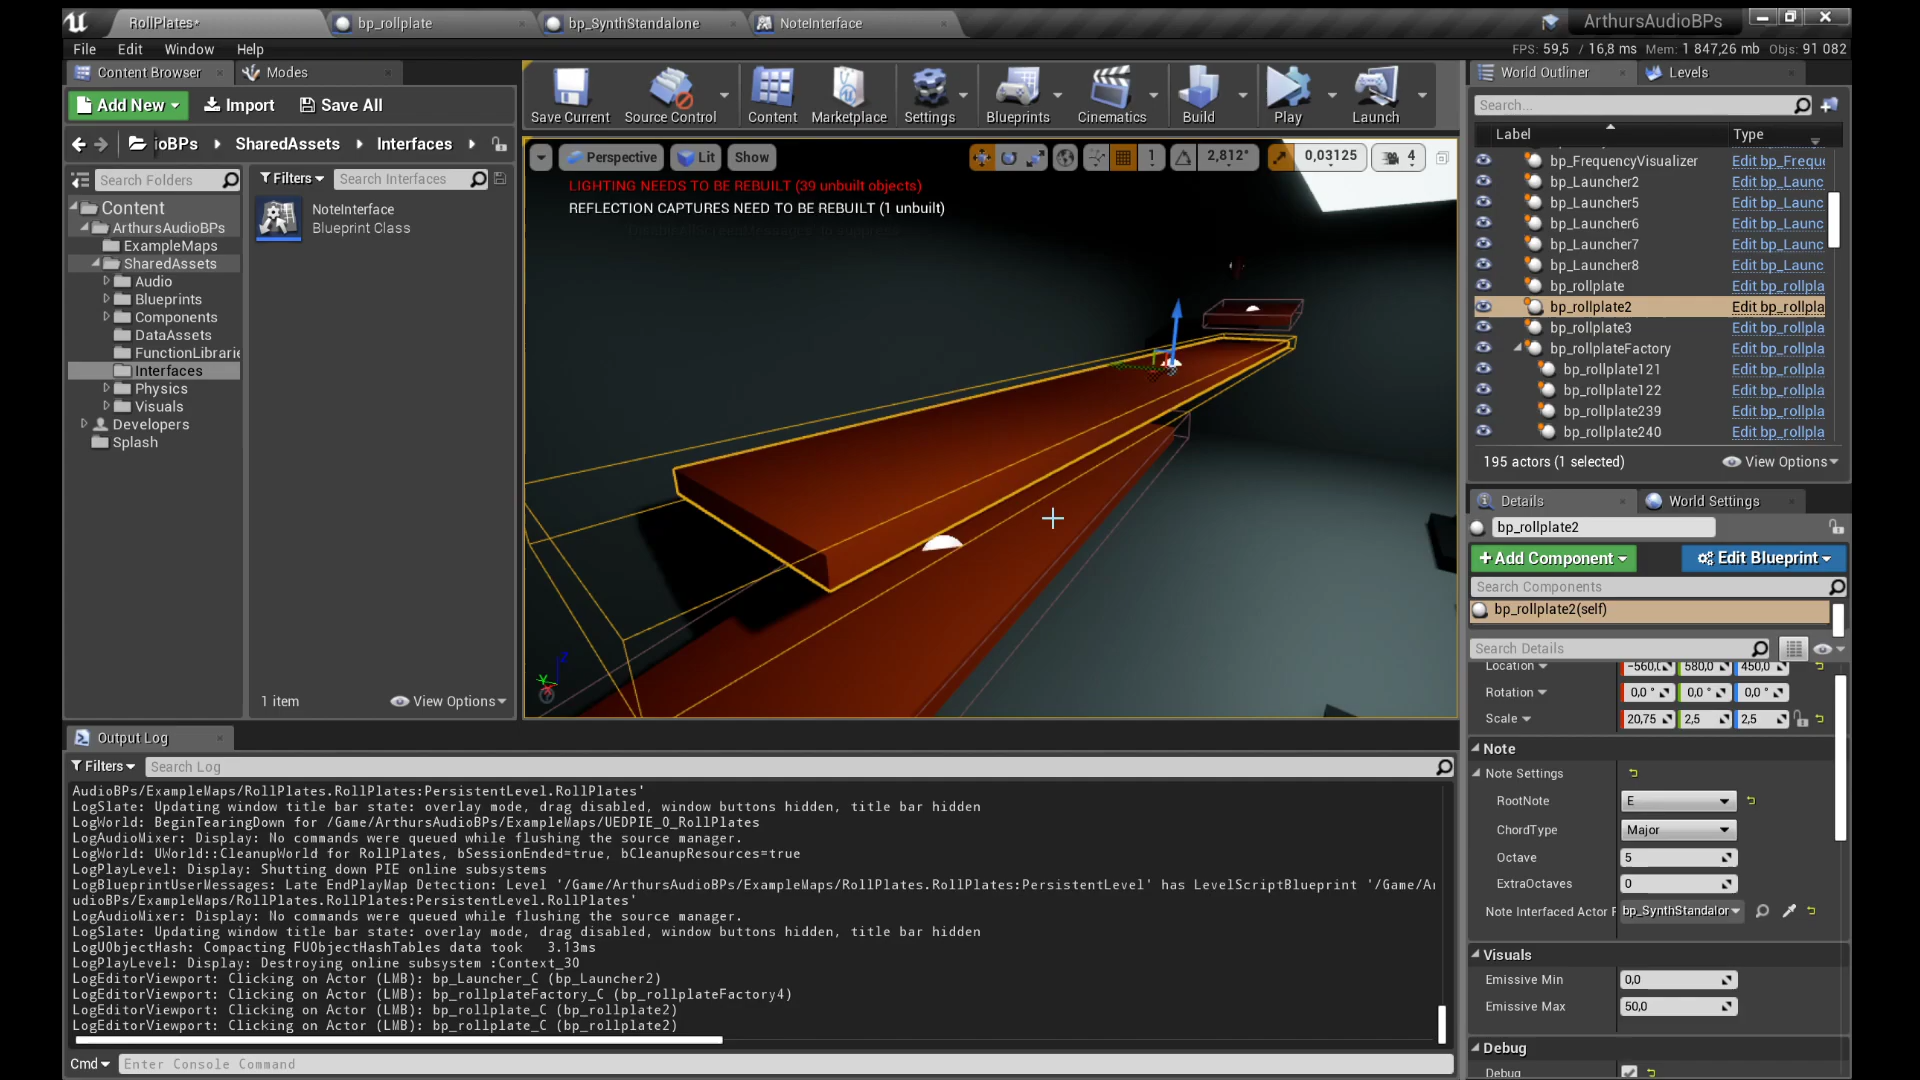 RollPlates*
bp_rollplate
bp_SynthStandalone
NoteInterface
ArthursAudioBPs
File Edit Window Help
FPS: 59,5 / 16,8 ms Mem: 1 847,26 mb Objs: 91 082
Content Browser
Modes
Add New
Import
Save All
ioBPs SharedAssets Interfaces
Search Folders
Filters
Search Interfaces
Content
ArthursAudioBPs
ExampleMaps
SharedAssets
Audio
Blueprints
Components
DataAssets
FunctionLibrarie
Interfaces
Physics
Visuals
Developers
Splash
NoteInterface
Blueprint Class
1 item
View Options
Save Current
Source Control
Content
Marketplace
Settings
Blueprints
Cinematics
Build
Play
Launch
Perspective
Lit
Show
1
2,812°
0,03125
4
LIGHTING NEEDS TO BE REBUILT (39 unbuilt objects)
REFLECTION CAPTURES NEED TO BE REBUILT (1 unbuilt)
World Outliner
Levels
Search...
Label Type
bp_FrequencyVisualizer Edit bp_Freque
bp_Launcher2 Edit bp_Launc
bp_Launcher5 Edit bp_Launc
bp_Launcher6 Edit bp_Launc
bp_Launcher7 Edit bp_Launc
bp_Launcher8 Edit bp_Launc
bp_rollplate Edit bp_rollpla
bp_rollplate2 Edit bp_rollpla
bp_rollplate3 Edit bp_rollpla
bp_rollplateFactory Edit bp_rollpla
bp_rollplate121 Edit bp_rollpla
bp_rollplate122 Edit bp_rollpla
bp_rollplate239 Edit bp_rollpla
bp_rollplate240 Edit bp_rollpla
195 actors (1 selected)
View Options
Details
World Settings
bp_rollplate2
+Add Component
Edit Blueprint
Search Components
bp_rollplate2(self)
Search Details
Location -560,( 580,0 450,0
Rotation 0,0 ° 0,0 ° 0,0 °
Scale 20,75 2,5 2,5
Note
Note Settings
RootNote E
ChordType Major
Octave 5
ExtraOctaves 0
Note Interfaced Actor F bp_SynthStandalor
Visuals
Emissive Min 0,0
Emissive Max 50,0
Debug
Debug
Output Log
Filters
Search Log
AudioBPs/ExampleMaps/RollPlates.RollPlates:PersistentLevel.RollPlates'
LogSlate: Updating window title bar state: overlay mode, drag disabled, window buttons hidden, title bar hidden
LogWorld: BeginTearingDown for /Game/ArthursAudioBPs/ExampleMaps/UEDPIE_0_RollPlates
LogAudioMixer: Display: No commands were queued while flushing the source manager.
LogWorld: UWorld::CleanupWorld for RollPlates, bSessionEnded=true, bCleanupResources=true
LogPlayLevel: Display: Shutting down PIE online subsystems
LogBlueprintUserMessages: Late EndPlayMap Detection: Level '/Game/ArthursAudioBPs/ExampleMaps/RollPlates.RollPlates:PersistentLevel' has LevelScriptBlueprint '/Game/Ar
udioBPs/ExampleMaps/RollPlates.RollPlates:PersistentLevel.RollPlates'
LogAudioMixer: Display: No commands were queued while flushing the source manager.
LogSlate: Updating window title bar state: overlay mode, drag disabled, window buttons hidden, title bar hidden
LogUObjectHash: Compacting FUObjectHashTables data took 3.13ms
LogPlayLevel: Display: Destroying online subsystem :Context_30
LogEditorViewport: Clicking on Actor (LMB): bp_Launcher_C (bp_Launcher2)
LogEditorViewport: Clicking on Actor (LMB): bp_rollplateFactory_C (bp_rollplateFactory4)
LogEditorViewport: Clicking on Actor (LMB): bp_rollplate_C (bp_rollplate2)
LogEditorViewport: Clicking on Actor (LMB): bp_rollplate_C (bp_rollplate2)
Cmd
Enter Console Command